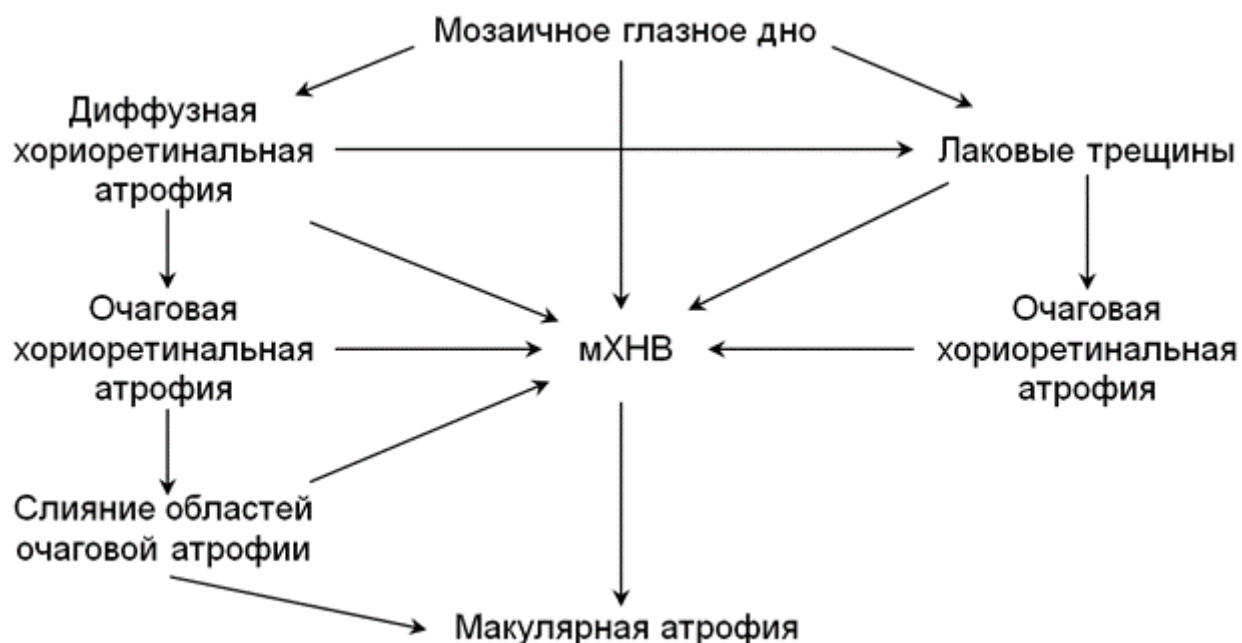 Мозаичное глазное дно
Диффузная
хориоретинальная
атрофия
Лаковые трещины
Очаговая
хориоретинальная
атрофия
мХНВ
Очаговая
хориоретинальная
атрофия
Слияние областей
очаговой атрофии
Макулярная атрофия